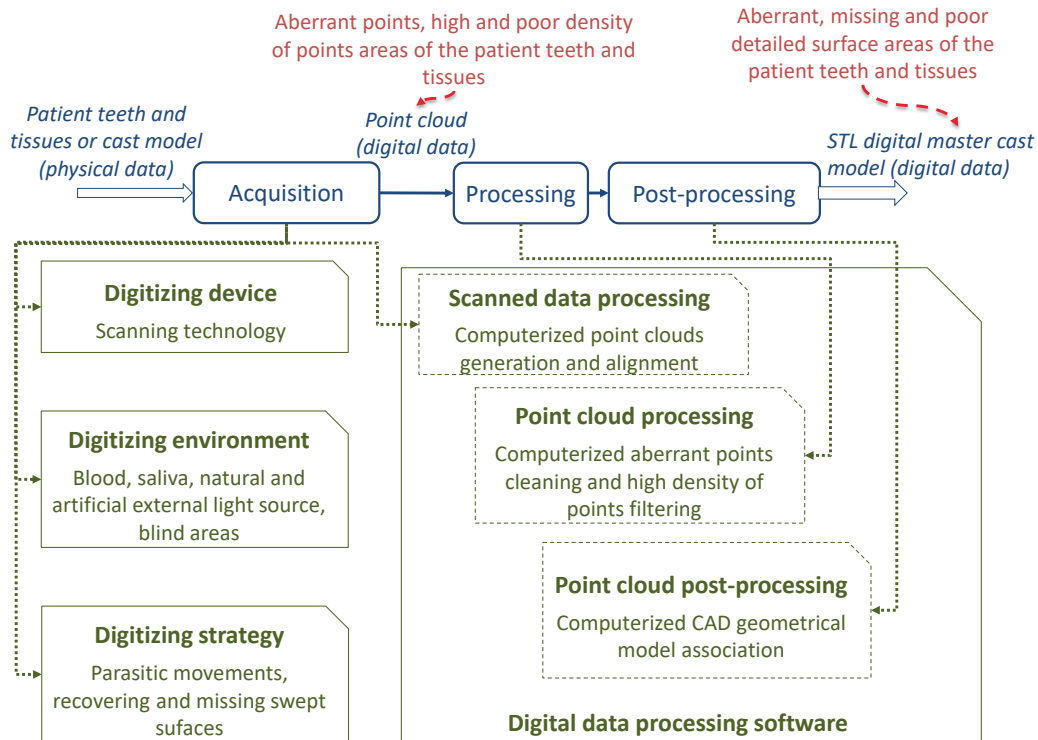 Aberrant points, high and poor density
of points areas of the patient teeth and
tissues
Aberrant, missing and poor
detailed surface areas of the
patient teeth and tissues
Patient teeth and
tissues or cast model
(physical data)
Point cloud
(digital data)
STL digital master cast
model (digital data)
Acquisition
Processing
Post-processing
Digitizing device
Scanning technology
Scanned data processing
Computerized point clouds
generation and alignment
Digitizing environment
Blood, saliva, natural and
artificial external light source,
blind areas
Point cloud processing
Computerized aberrant points
cleaning and high density of
points filtering
Point cloud post-processing
Computerized CAD geometrical
model association
Digitizing strategy
Parasitic movements,
recovering and missing swept
sufaces
Digital data processing software